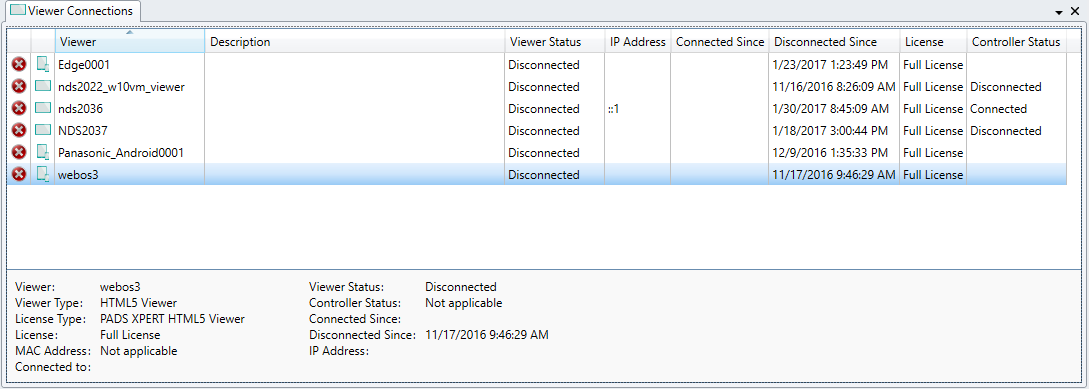 Viewer Connections
Viewer Description Viewer Status IP Address Connected Since Disconnected Since License Controller Status
Edge0001 Disconnected 1/23/2017 1:23:49 PM Full License
nds2022_w10vm_viewer Disconnected 11/16/2016 8:26:09 AM Full License Disconnected
nds2036 Disconnected ::1 1/30/2017 8:45:09 AM Full License Connected
NDS2037 Disconnected 1/18/2017 3:00:44 PM Full License Disconnected
Panasonic_Android0001 Disconnected 12/9/2016 1:35:33 PM Full License
webos3 Disconnected 11/17/2016 9:46:29 AM Full License
Viewer: webos3 Viewer Status: Disconnected
Viewer Type: HTML5 Viewer Controller Status: Not applicable
License Type: PADS XPERT HTML5 Viewer Connected Since:
License: Full License Disconnected Since: 11/17/2016 9:46:29 AM
MAC Address: Not applicable IP Address:
Connected to: